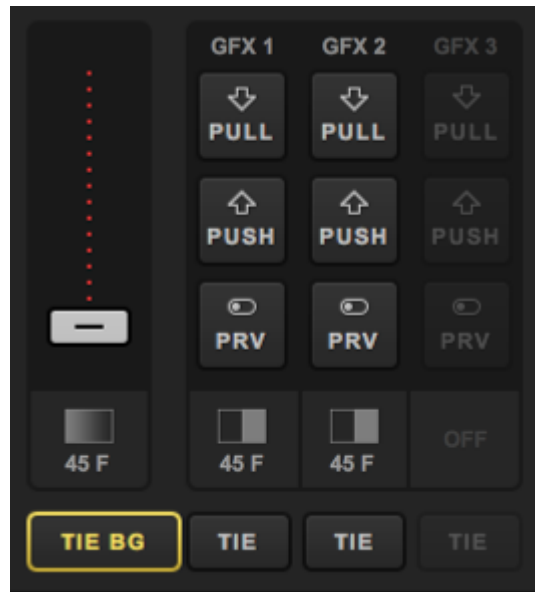 GFX 1 GFX 2 GFX 3
PULL PULL PULL
PUSH PUSH PUSH
PRV PRV PRV
45 F 45 F 45 F OFF
TIE BG TIE TIE TIE